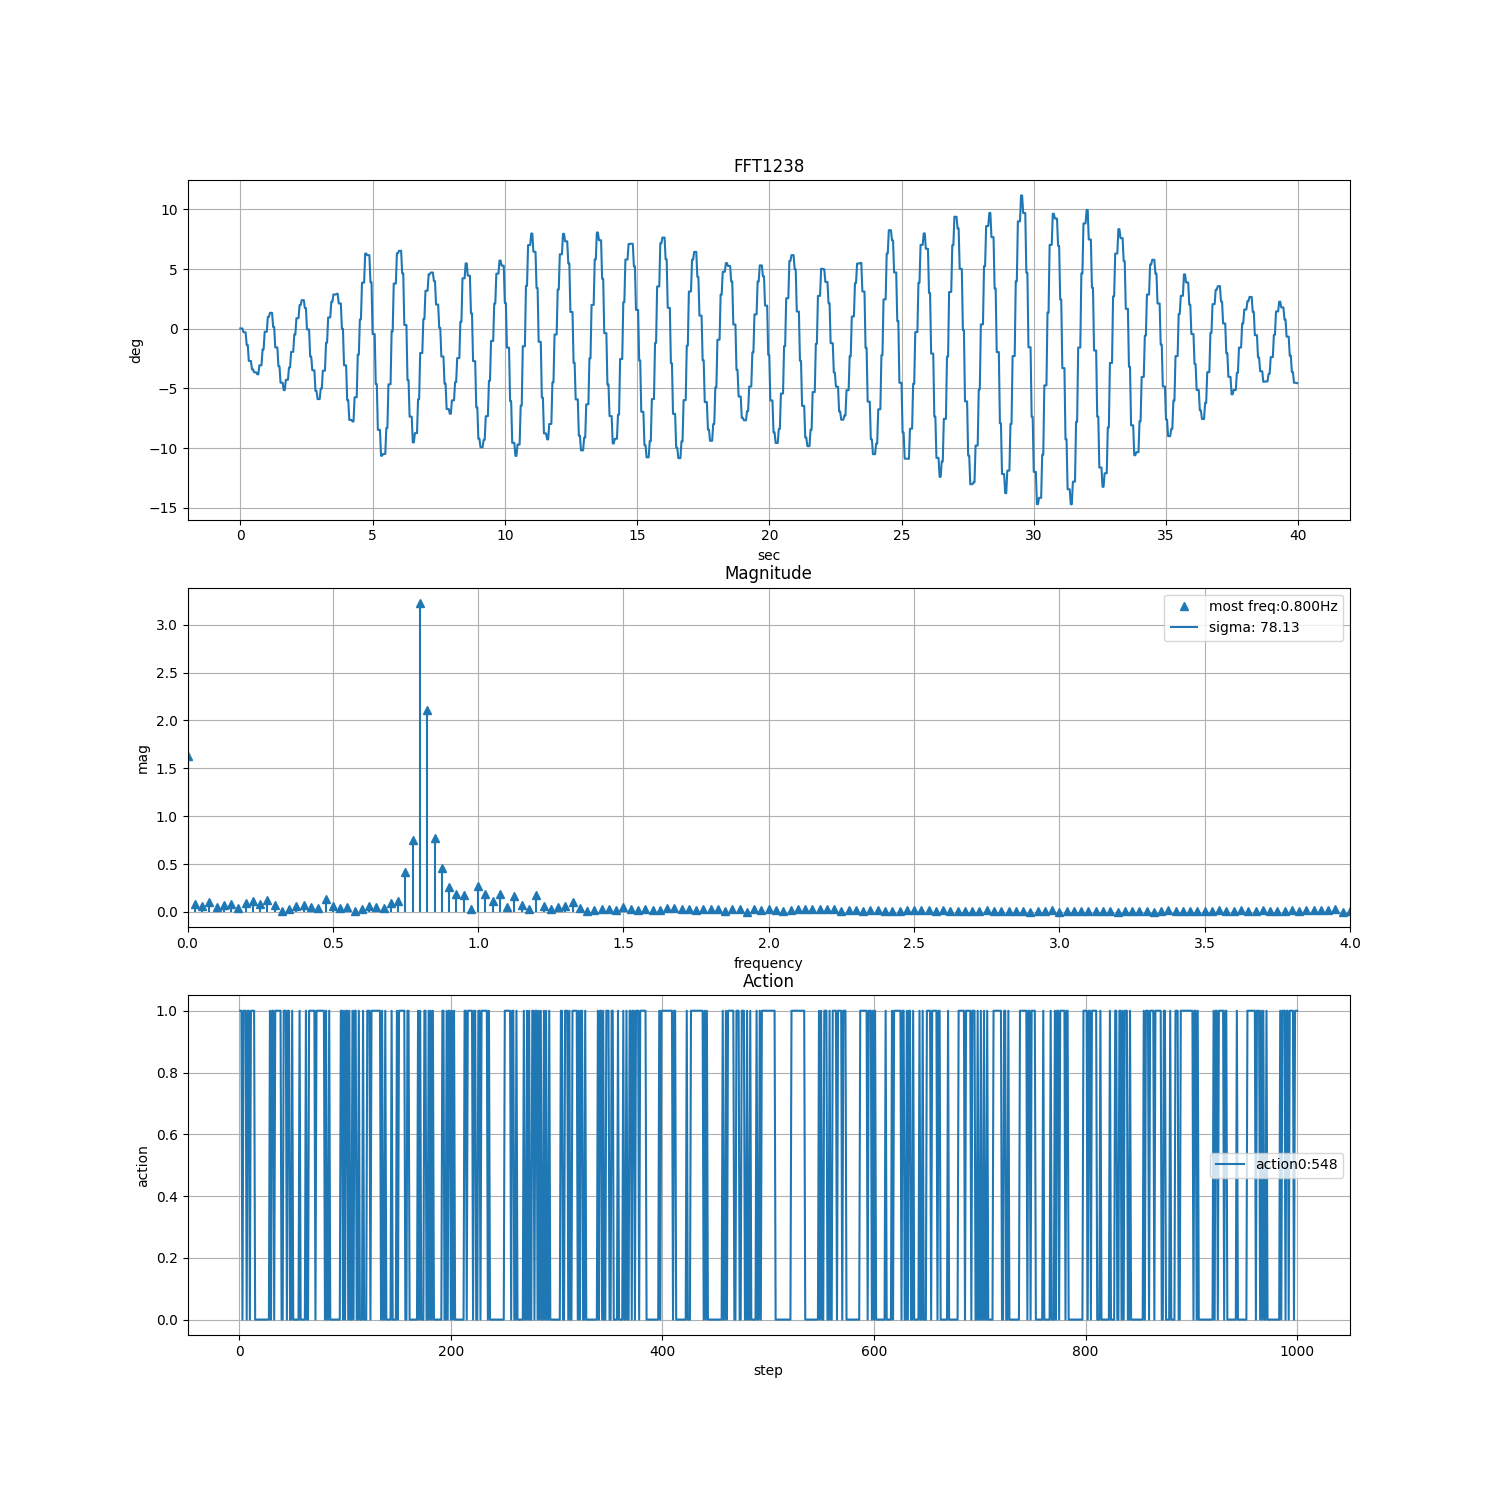 FFT1238
10
5
0
−5
−10
−15
deg
0 5 10 15 20 25 30 35 40
sec
Magnitude
most freq:0.800Hz
sigma: 78.13
3.0
2.5
2.0
1.5
1.0
0.5
0.0
mag
0.0 0.5 1.0 1.5 2.0 2.5 3.0 3.5 4.0
frequency
Action
1.0
0.8
0.6
0.4
0.2
0.0
action
action0:548
0 200 400 600 800 1000
step